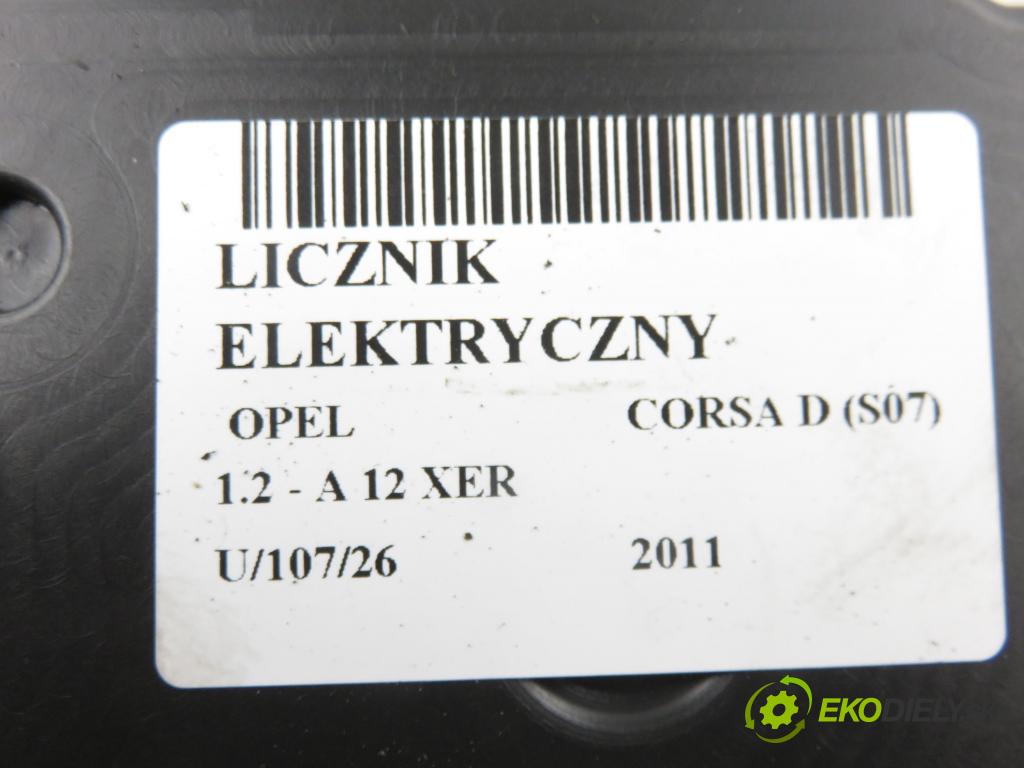 LICZNIK
ELEKTRYCZNY
OPEL CORSA D (S07)
1.2 - A 12 XER
U/107/26 2011
EKODIELY